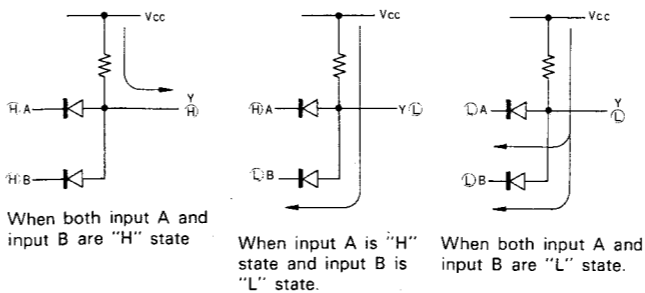 Vcc
Y
H A
H
H B
When both input A and
input B are "H" state
Vcc
H A
Y L
L B
When input A is "H"
state and input B is
"L" state.
Vcc
L A
Y
L
L B
When both input A and
input B are "L" state.